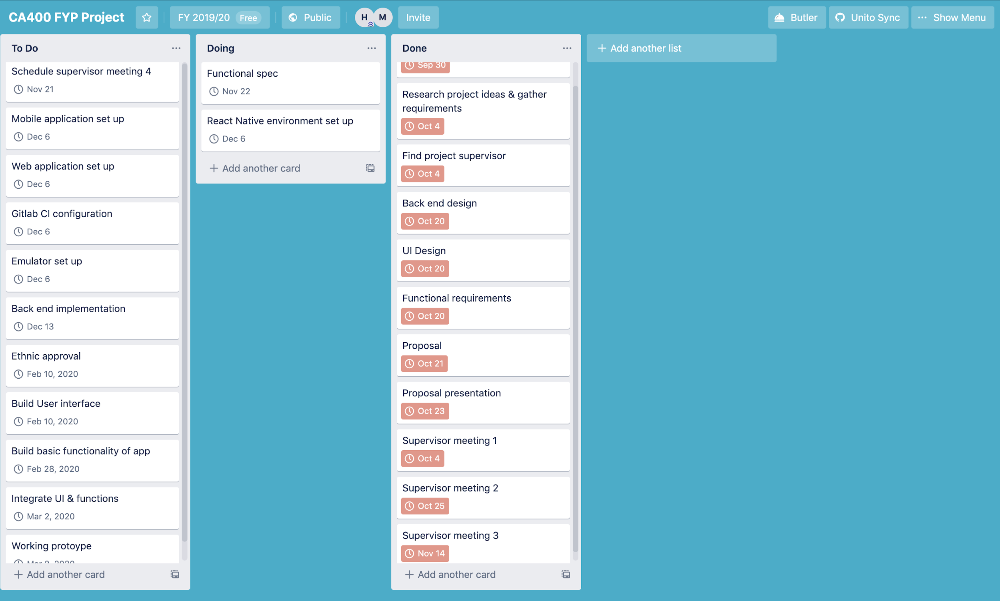 CA400 FYP Project
FY 2019/20 Free
Public
H M
Invite
Butler
Unito Sync
Show Menu
To Do
Schedule supervisor meeting 4
Nov 21
Mobile application set up
Dec 6
Web application set up
Dec 6
Gitlab CI configuration
Dec 6
Emulator set up
Dec 6
Back end implementation
Dec 13
Ethnic approval
Feb 10, 2020
Build User interface
Feb 10, 2020
Build basic functionality of app
Feb 28, 2020
Integrate UI & functions
Mar 2, 2020
Working protoype
Add another card
Doing
Functional spec
Nov 22
React Native environment set up
Dec 6
Add another card
Done
Sep 30
Research project ideas & gather
requirements
Oct 4
Find project supervisor
Oct 4
Back end design
Oct 20
UI Design
Oct 20
Functional requirements
Oct 20
Proposal
Oct 21
Proposal presentation
Oct 23
Supervisor meeting 1
Oct 4
Supervisor meeting 2
Oct 25
Supervisor meeting 3
Nov 14
Add another card
Add another list